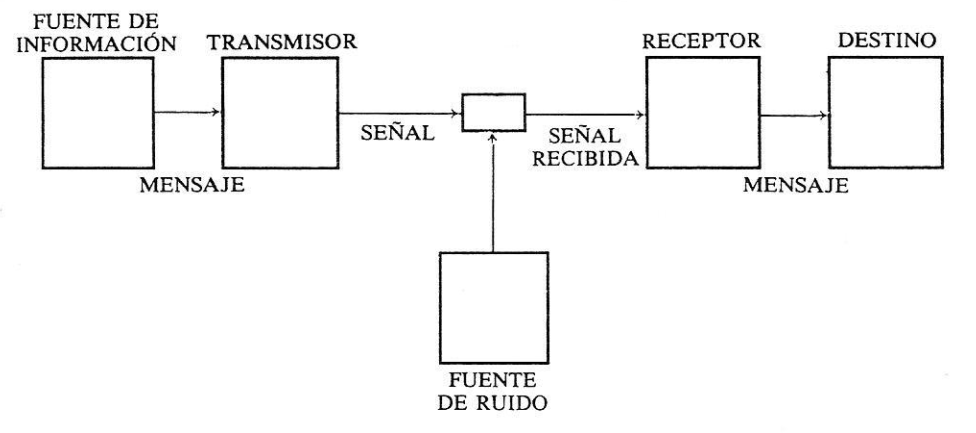 FUENTE DE
INFORMACIÓN
TRANSMISOR
RECEPTOR
DESTINO
SEÑAL
SEÑAL
RECIBIDA
MENSAJE
MENSAJE
FUENTE
DE RUIDO